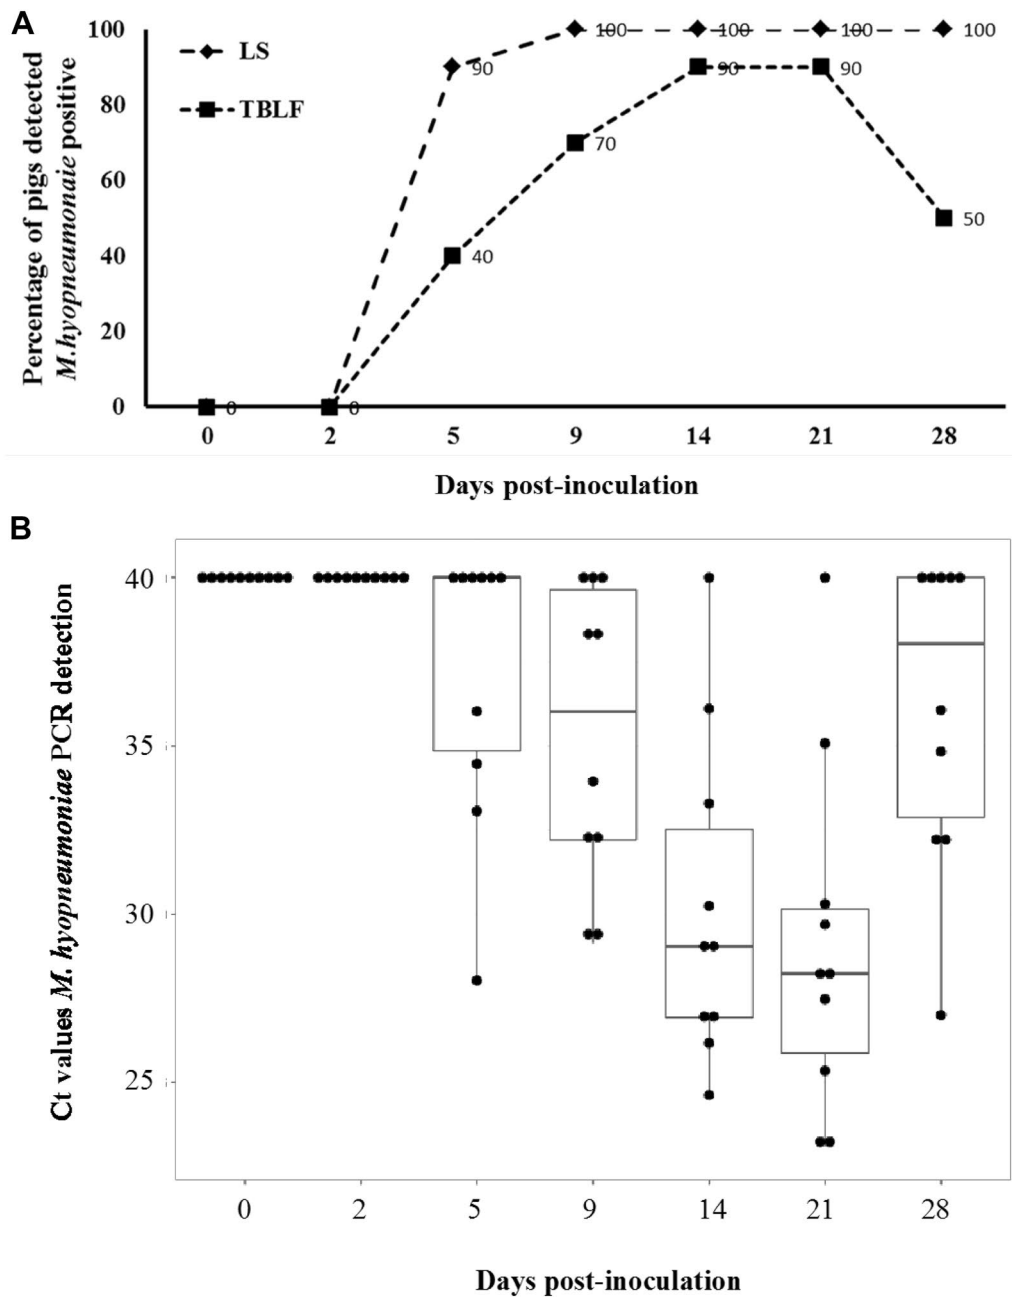 A
Percentage of pigs detected
M.hyopneumonaie positive
100
80
60
40
20
0
LS
TBLF
90
100
100
100
100
0
0
40
70
90
90
50
0 2 5 9 14 21 28
Days post-inoculation
B
Ct values M. hyopneumoniae PCR detection
40
35
30
25
0 2 5 9 14 21 28
Days post-inoculation